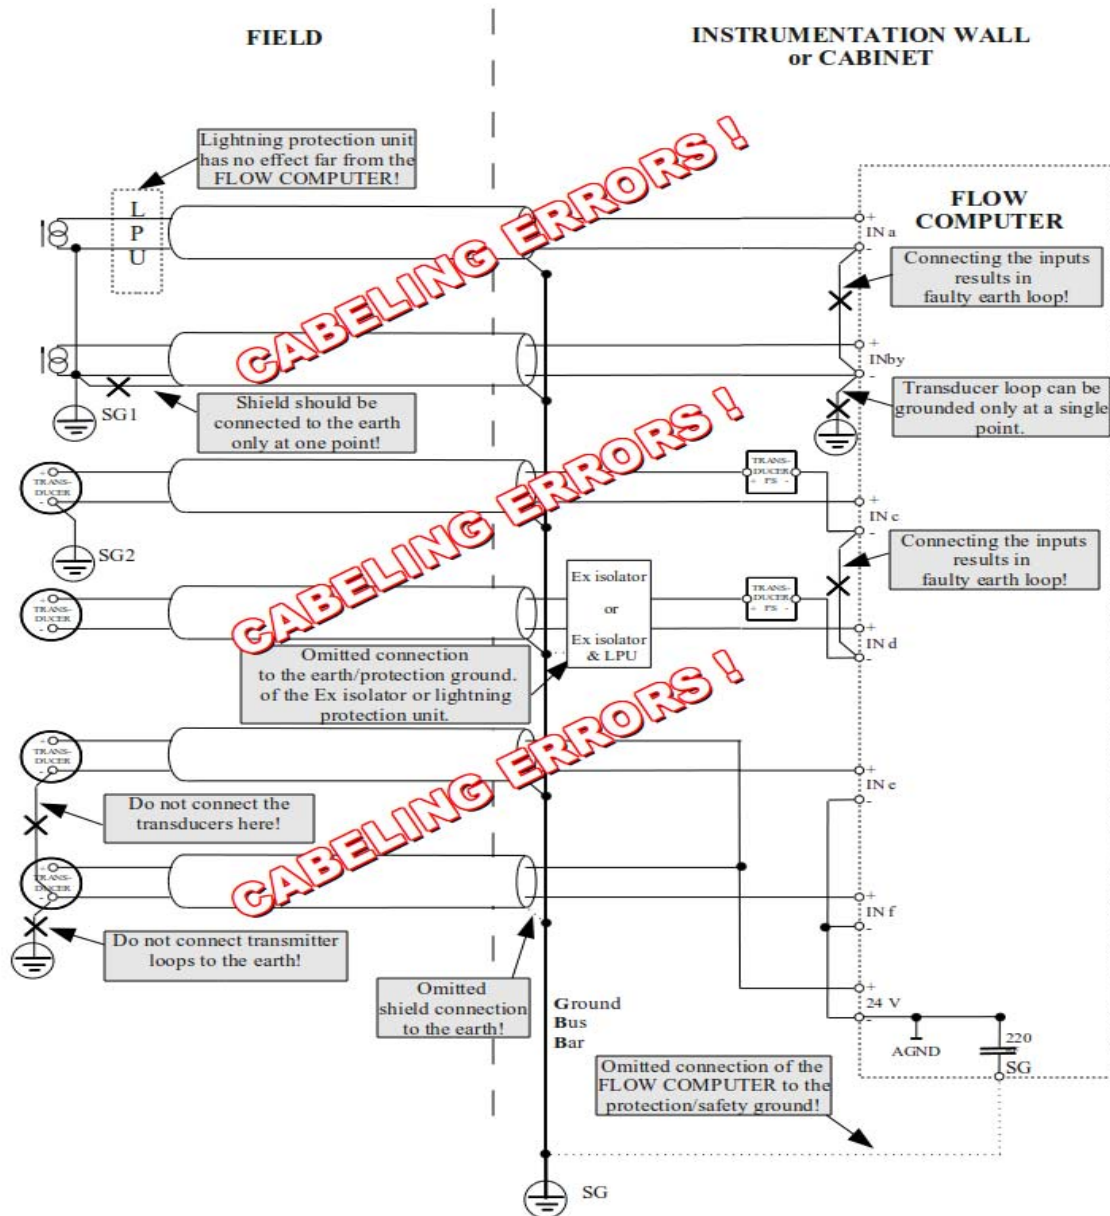 FIELD
INSTRUMENTATION WALL
or CABINET
Lightning protection unit
has no effect far from the
FLOW COMPUTER!
L
P
U
CABELING ERRORS !
FLOW
COMPUTER
+
IN a
-
Connecting the inputs
results in
faulty earth loop!
+
INby
-
SG1
Shield should be
connected to the earth
only at one point!
Transducer loop can be
grounded only at a single
point.
+
TRANS-
DUCER
-
SG2
TRANS-
DUCER
+ PS -
+
IN c
-
CABELING ERRORS !
Connecting the inputs
results in
faulty earth loop!
+
TRANS-
DUCER
-
Ex isolator
or
Ex isolator
& LPU
TRANS-
DUCER
+ PS -
+
IN d
-
Omitted connection
to the earth/protection ground.
of the Ex isolator or lightning
protection unit.
+
TRANS-
DUCER
-
CABELING ERRORS !
+
IN e
-
Do not connect the
transducers here!
+
TRANS-
DUCER
-
+
IN f
-
Do not connect transmitter
loops to the earth!
Omitted
shield connection
to the earth!
Ground
Bus
Bar
+
24 V
-
AGND
220
SG
Omitted connection of the
FLOW COMPUTER to the
protection/safety ground!
SG